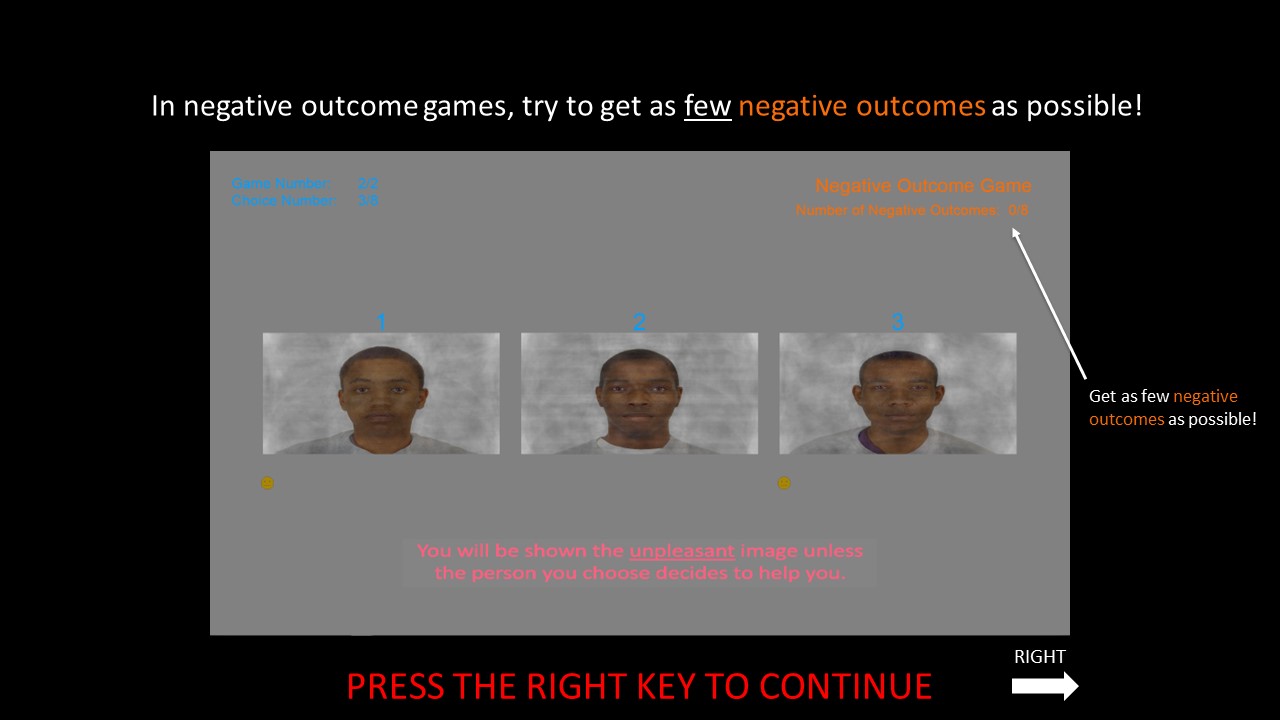 In negative outcome games, try to get as few negative outcomes as possible!
Game Number: 2/2
Choice Number: 3/6
Negative Outcome Game
Number of Negative Outcomes: 0/6
1
2
3
Get as few negative
outcomes as possible!
You will be shown the unpleasant image unless
the person you choose decides to help you.
RIGHT
PRESS THE RIGHT KEY TO CONTINUE